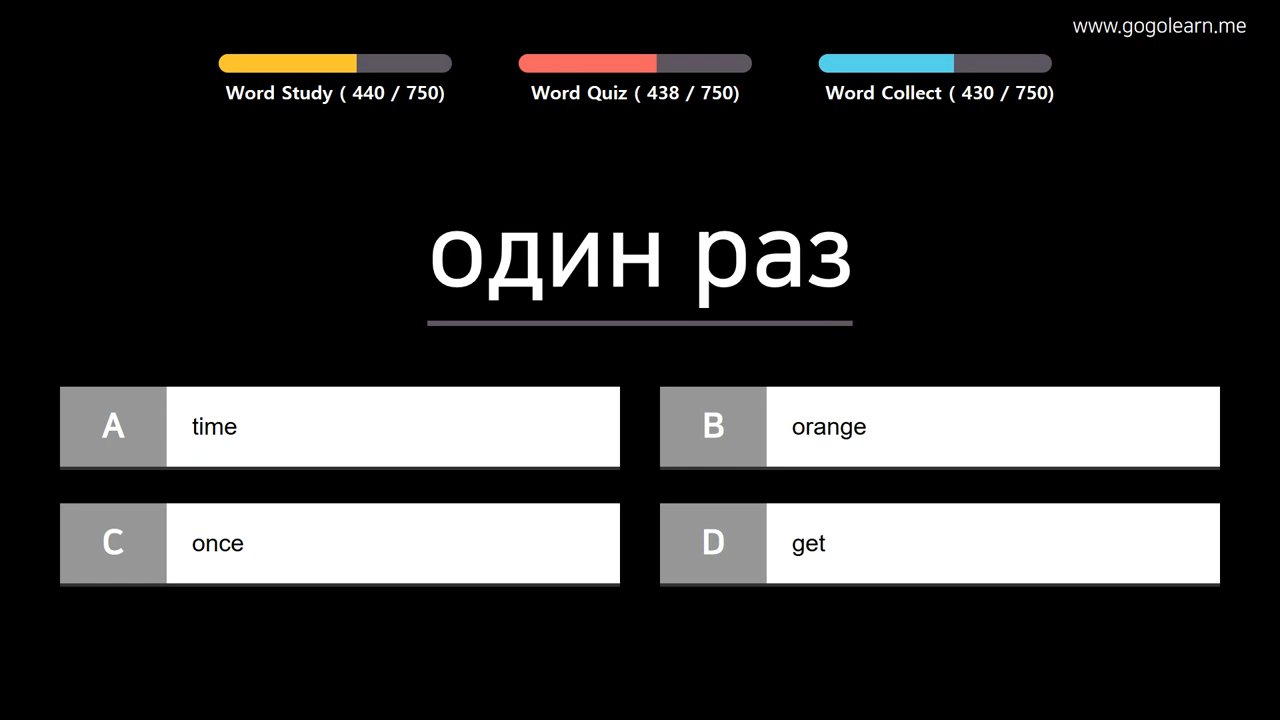 www.gogolearn.me
Word Study ( 440 / 750)
Word Quiz ( 438 / 750)
Word Collect ( 430 / 750)
один раз
A
time
B
orange
C
once
D
get